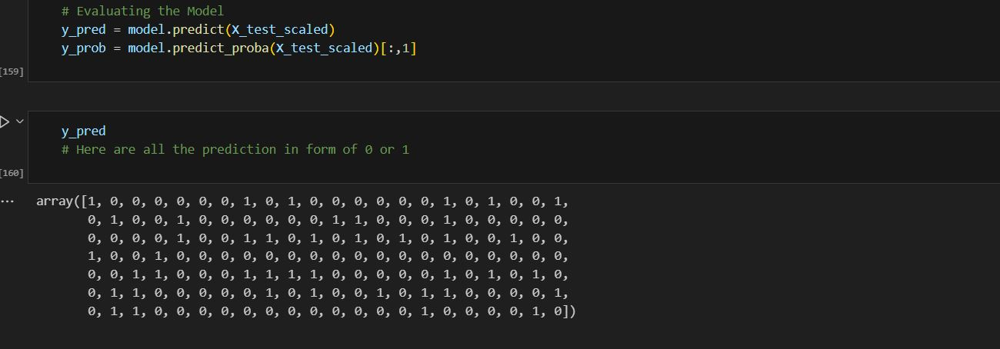 # Evaluating the Model
y_pred = model.predict(X_test_scaled)
y_prob = model.predict_proba(X_test_scaled)[:,1]
[159]
y_pred
# Here are all the prediction in form of 0 or 1
[160]
array([1, 0, 0, 0, 0, 0, 0, 1, 0, 1, 0, 0, 0, 0, 0, 0, 1, 0, 1, 0, 0, 1,
0, 1, 0, 0, 1, 0, 0, 0, 0, 0, 0, 1, 1, 0, 0, 0, 1, 0, 0, 0, 0, 0,
0, 0, 0, 0, 1, 0, 0, 1, 1, 0, 1, 0, 1, 0, 1, 0, 1, 0, 0, 1, 0, 0,
1, 0, 0, 1, 0, 0, 0, 0, 0, 0, 0, 0, 0, 0, 0, 0, 0, 0, 0, 0, 0, 0,
0, 0, 1, 1, 0, 0, 0, 1, 1, 1, 1, 0, 0, 0, 0, 0, 1, 0, 1, 0, 1, 0,
0, 1, 1, 0, 0, 0, 0, 0, 1, 0, 1, 0, 0, 1, 0, 1, 1, 0, 0, 0, 0, 1,
0, 1, 1, 0, 0, 0, 0, 0, 0, 0, 0, 0, 0, 0, 0, 1, 0, 0, 0, 0, 1, 0])